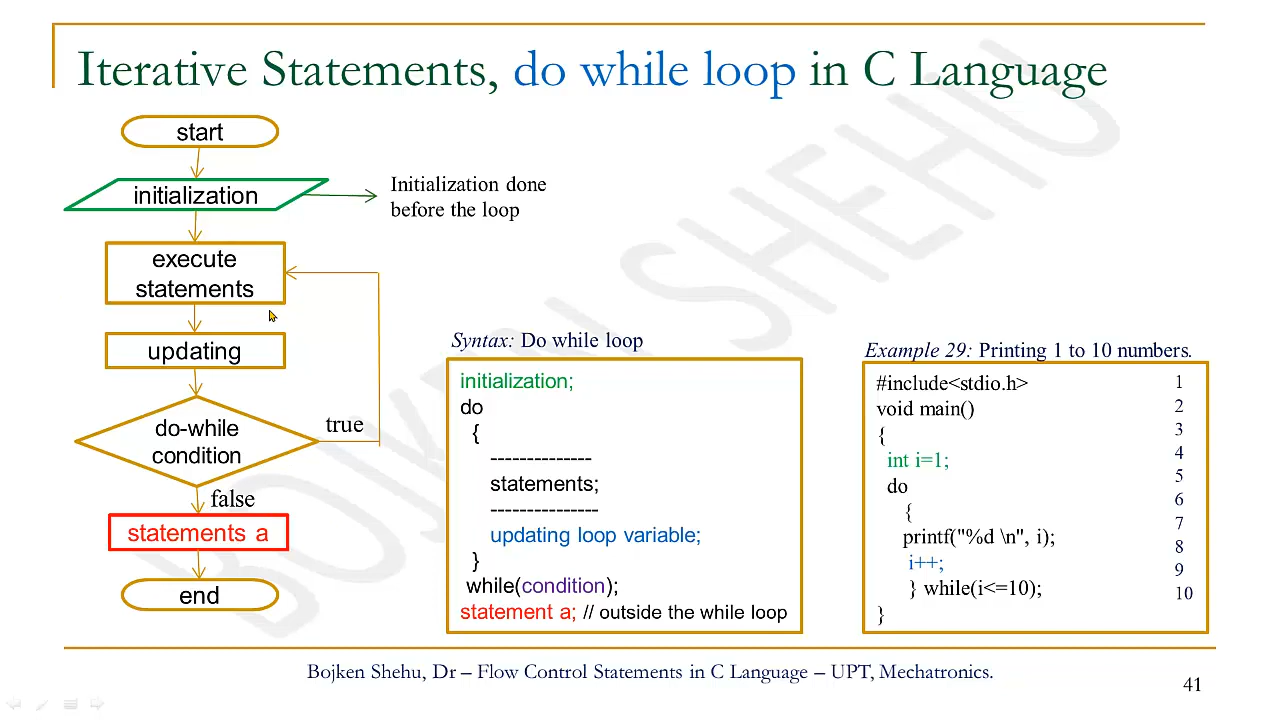 Iterative Statements, do while loop in C Language
start
initialization
Initialization done
before the loop
execute
statements
updating
do-while
condition
true
false
statements a
end
Syntax: Do while loop
initialization;
do
{
--------------
statements;
---------------
updating loop variable;
}
while(condition);
statement a; // outside the while loop
Example 29: Printing 1 to 10 numbers.
#include<stdio.h>
void main()
{
int i=1;
do
{
printf("%d \n", i);
i++;
} while(i<=10);
}
1
2
3
4
5
6
7
8
9
10
BOJKEN SHEHU
Bojken Shehu, Dr – Flow Control Statements in C Language – UPT, Mechatronics.
41